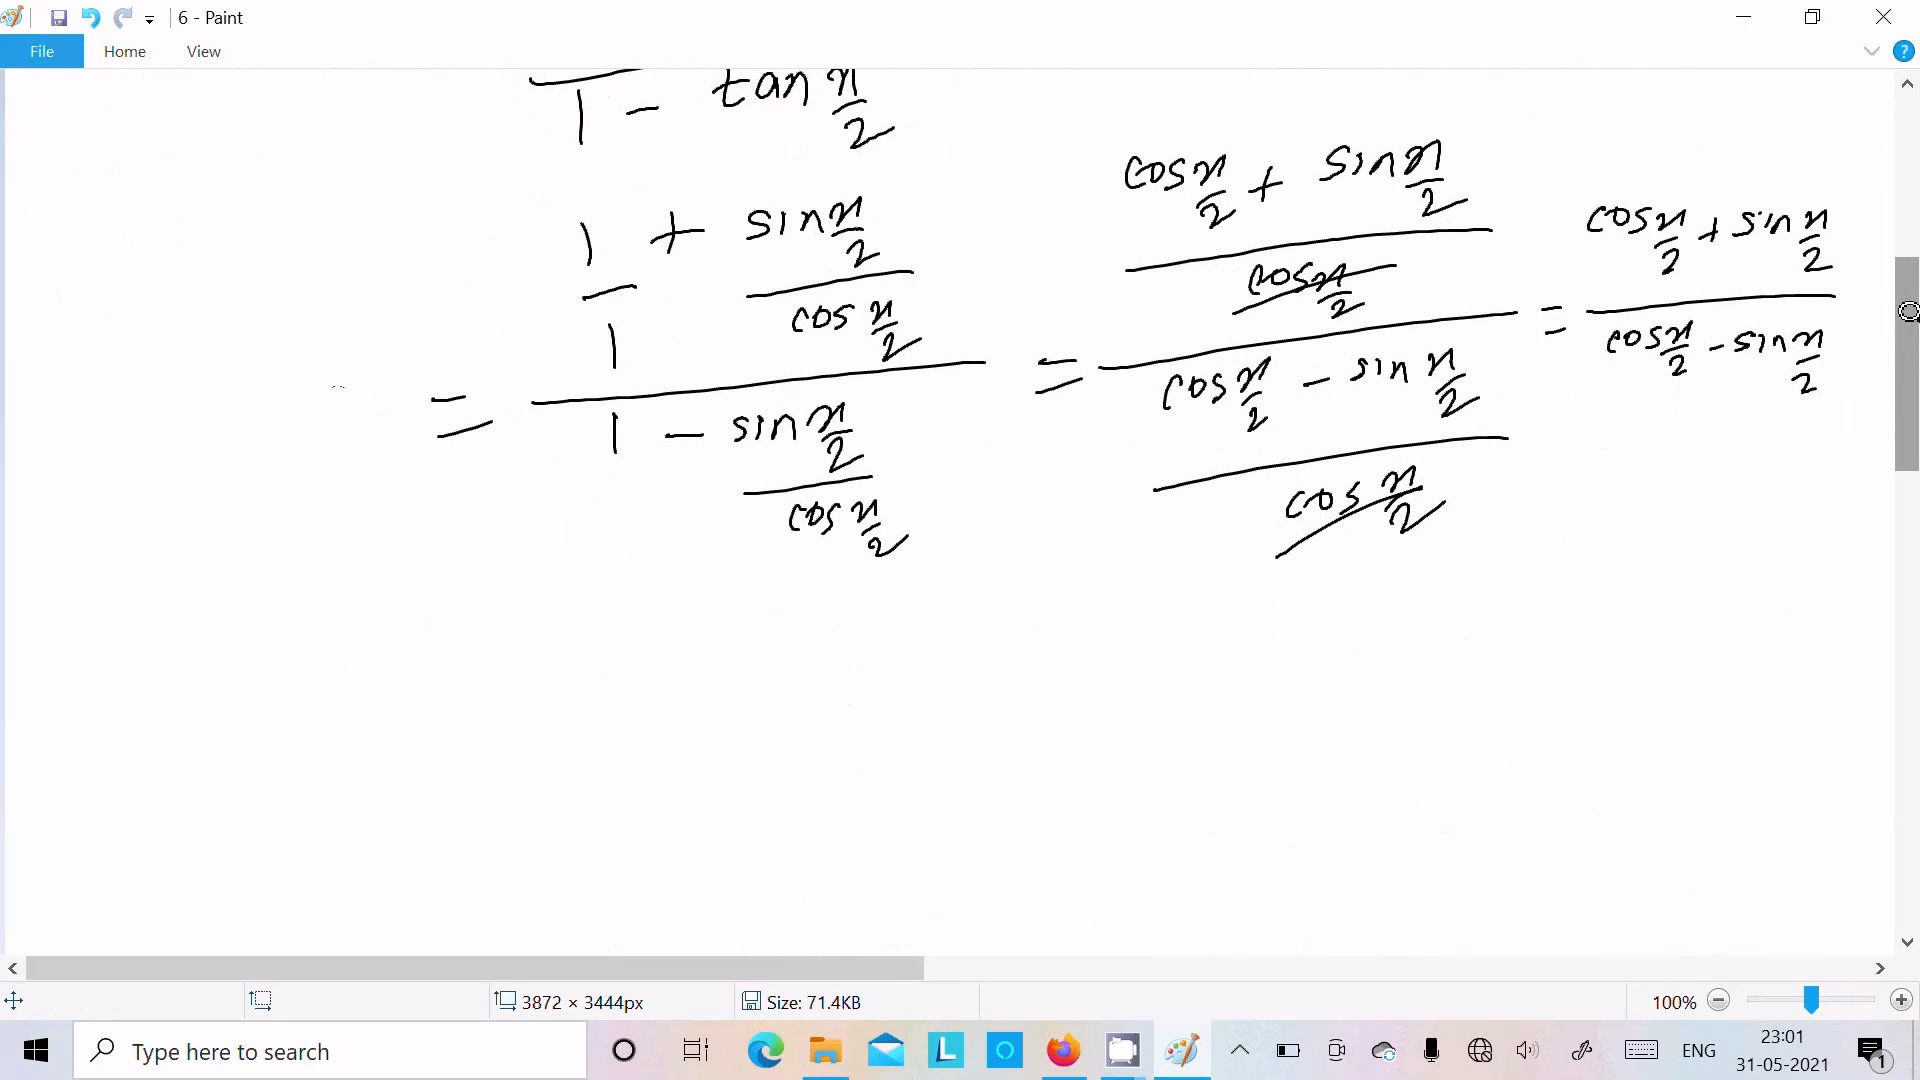 6 - Paint
File Home View
1 - tan x/2
= (1/1 + (sin x/2)/(cos x/2)) / (1 - (sin x/2)/(cos x/2)) = ((cos x/2 + sin x/2)/(cos x/2)) / ((cos x/2 - sin x/2)/(cos x/2)) = (cos x/2 + sin x/2)/(cos x/2 - sin x/2)
3872 × 3444px Size: 71.4KB 100%
Type here to search ENG 23:01
31-05-2021 1